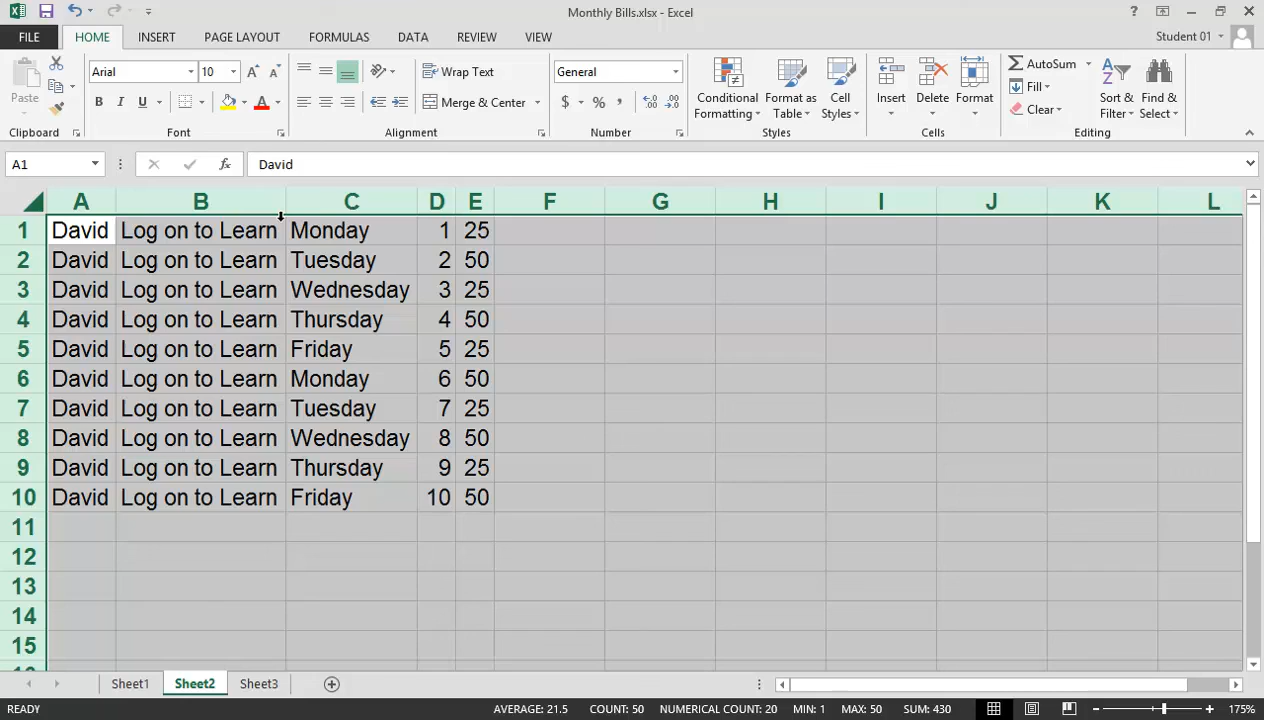 Monthly Bills.xlsx - Excel
FILE HOME INSERT PAGE LAYOUT FORMULAS DATA REVIEW VIEW Student 01
Paste Arial 10 Wrap Text General Conditional Formatting Format as Table Cell Styles Insert Delete Format AutoSum Sort & Filter Find & Select
B I U A Merge & Center $ % , Fill Clear
Clipboard Font Alignment Number Styles Cells Editing
A1 fx David
A B C D E F G H I J K L
1 David Log on to Learn Monday 1 25
2 David Log on to Learn Tuesday 2 50
3 David Log on to Learn Wednesday 3 25
4 David Log on to Learn Thursday 4 50
5 David Log on to Learn Friday 5 25
6 David Log on to Learn Monday 6 50
7 David Log on to Learn Tuesday 7 25
8 David Log on to Learn Wednesday 8 50
9 David Log on to Learn Thursday 9 25
10 David Log on to Learn Friday 10 50
11
12
13
14
15
Sheet1 Sheet2 Sheet3
READY AVERAGE: 21.5 COUNT: 50 NUMERICAL COUNT: 20 MIN: 1 MAX: 50 SUM: 430 175%